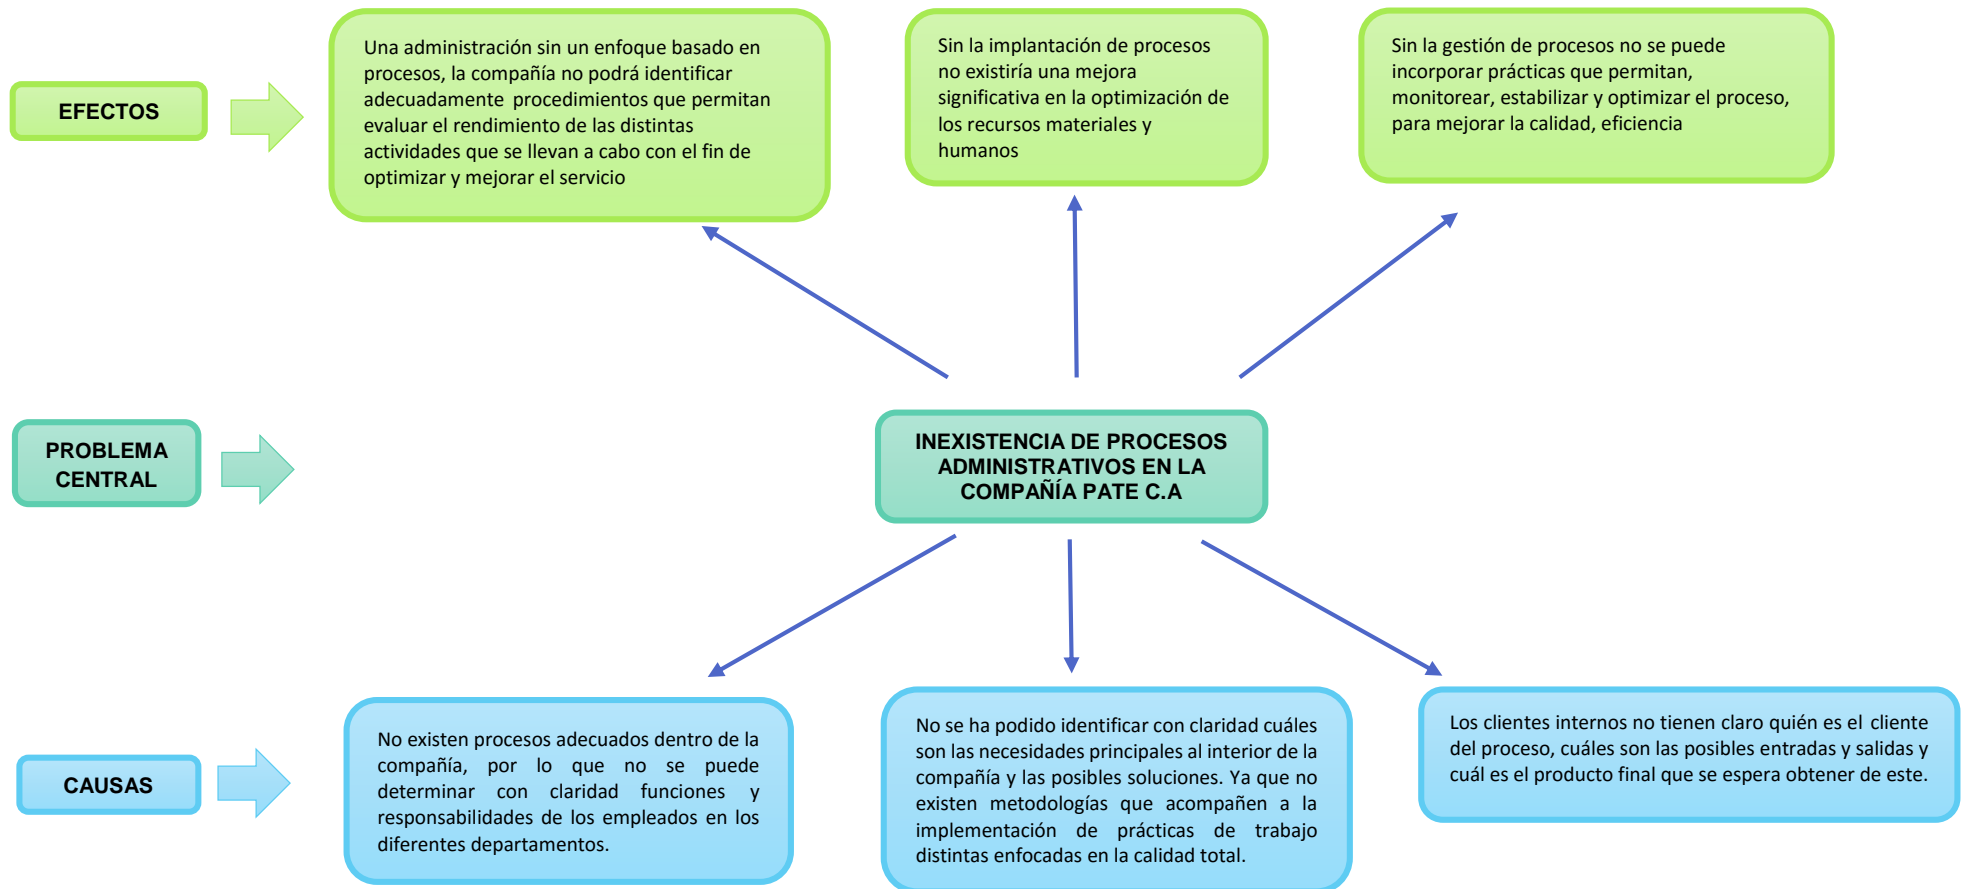 EFECTOS
Una administración sin un enfoque basado en
procesos, la compañía no podrá identificar
adecuadamente procedimientos que permitan
evaluar el rendimiento de las distintas
actividades que se llevan a cabo con el fin de
optimizar y mejorar el servicio
Sin la implantación de procesos
no existiría una mejora
significativa en la optimización de
los recursos materiales y
humanos
Sin la gestión de procesos no se puede
incorporar prácticas que permitan,
monitorear, estabilizar y optimizar el proceso,
para mejorar la calidad, eficiencia
PROBLEMA
CENTRAL
INEXISTENCIA DE PROCESOS
ADMINISTRATIVOS EN LA
COMPAÑÍA PATE C.A
CAUSAS
No existen procesos adecuados dentro de la
compañía, por lo que no se puede
determinar con claridad funciones y
responsabilidades de los empleados en los
diferentes departamentos.
No se ha podido identificar con claridad cuáles
son las necesidades principales al interior de la
compañía y las posibles soluciones. Ya que no
existen metodologías que acompañen a la
implementación de prácticas de trabajo
distintas enfocadas en la calidad total.
Los clientes internos no tienen claro quién es el cliente
del proceso, cuáles son las posibles entradas y salidas y
cuál es el producto final que se espera obtener de este.